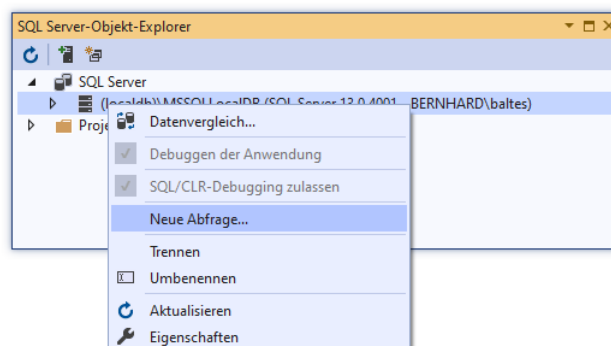 SQL Server-Objekt-Explorer
SQL Server
(localdb)\MSSQLLocalDB (SQL Server 13.0.4001 - BERNHARD\baltes)
Proje
Datenvergleich...
Debuggen der Anwendung
SQL/CLR-Debugging zulassen
Neue Abfrage...
Trennen
Umbenennen
Aktualisieren
Eigenschaften